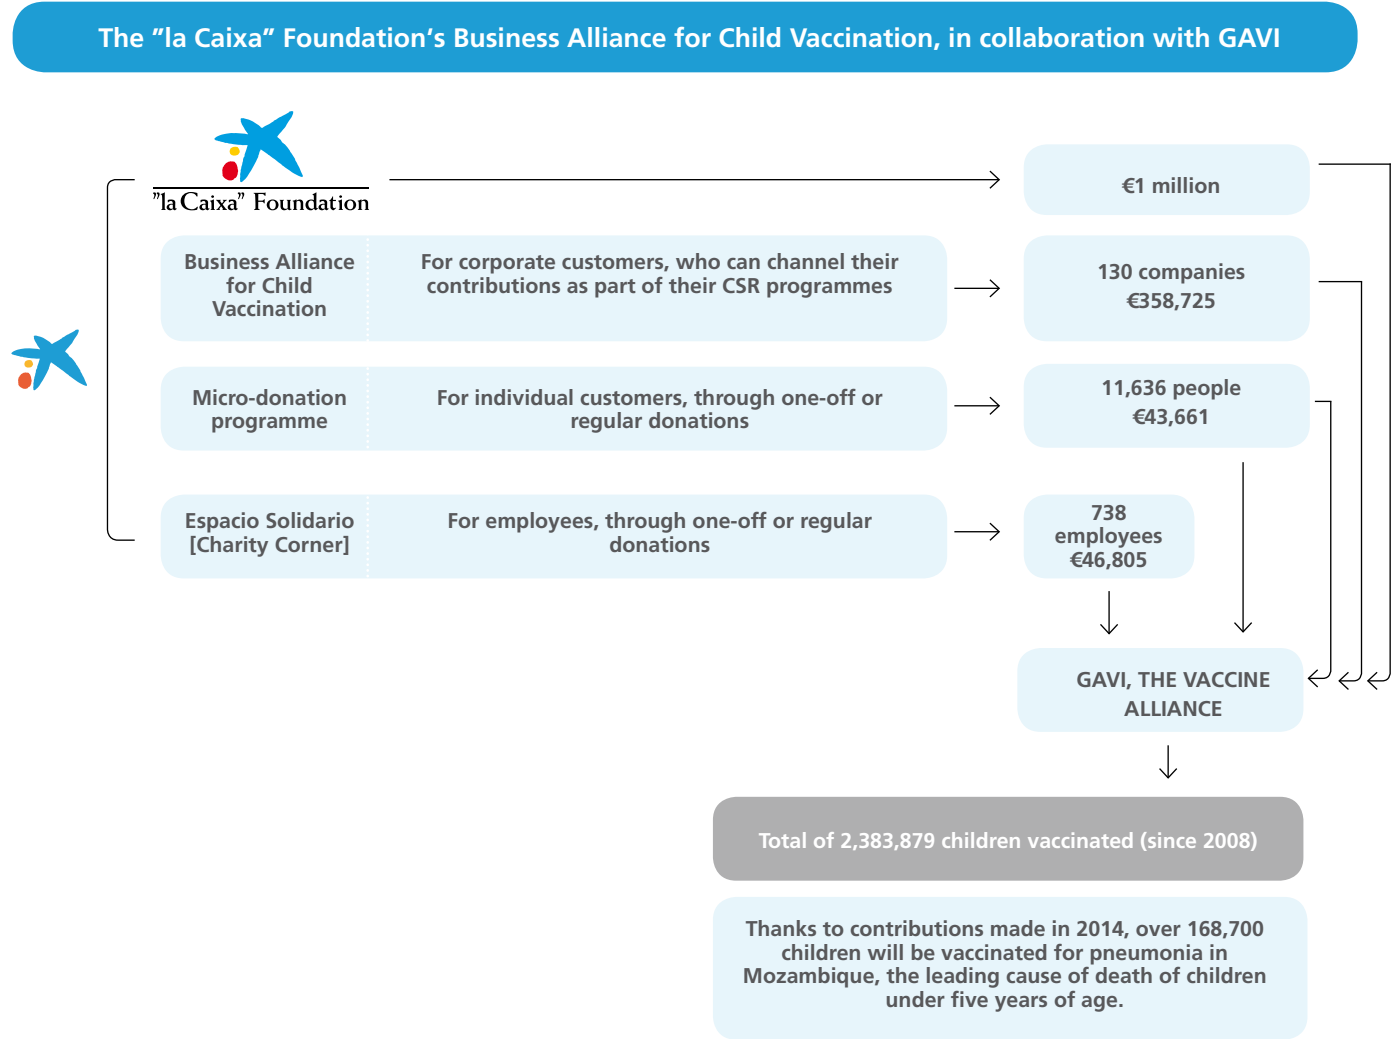 The ”la Caixa” Foundation‘s Business Alliance for Child Vaccination, in collaboration with GAVI
”la Caixa” Foundation
€1 million
Business Alliance
for Child
Vaccination
For corporate customers, who can channel their
contributions as part of their CSR programmes
130 companies
€358,725
Micro-donation
programme
For individual customers, through one-off or
regular donations
11,636 people
€43,661
Espacio Solidario
[Charity Corner]
For employees, through one-off or regular
donations
738
employees
€46,805
GAVI, THE VACCINE
ALLIANCE
Total of 2,383,879 children vaccinated (since 2008)
Thanks to contributions made in 2014, over 168,700
children will be vaccinated for pneumonia in
Mozambique, the leading cause of death of children
under five years of age.